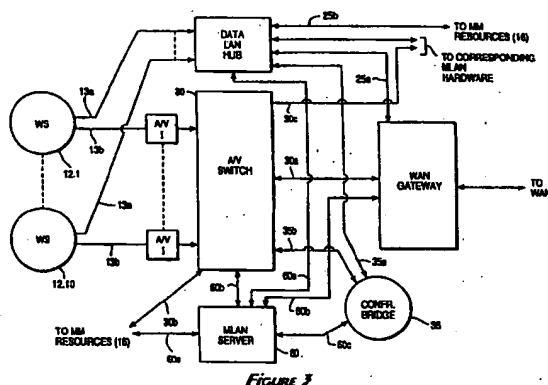 25b
TO MM
RESOURCES (16)
DATA
LAN
HUB
TO CORRESPONDING
MLAN
HARDWARE
25a
13a
30
30c
WS
13b
A/V
I
12.1
A/V
SWITCH
30a
WAN
GATEWAY
TO
WAN
13a
35b
WS
A/V
I
13b
12.10
60b
60a
60b
35a
30b
CONFR.
BRIDGE
35
TO MM
RESOURCES (16)
60a
MLAN
SERVER
60
60c
FIGURE 3